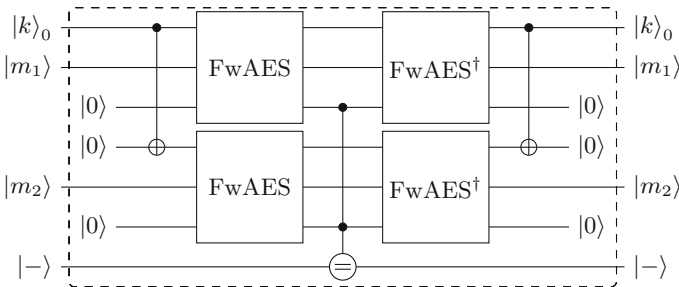 |k⟩₀ |k⟩₀
|m₁⟩ FwAES FwAES† |m₁⟩
|0⟩ |0⟩
|0⟩ |0⟩
|m₂⟩ FwAES FwAES† |m₂⟩
|0⟩ |0⟩
|−⟩ = |−⟩